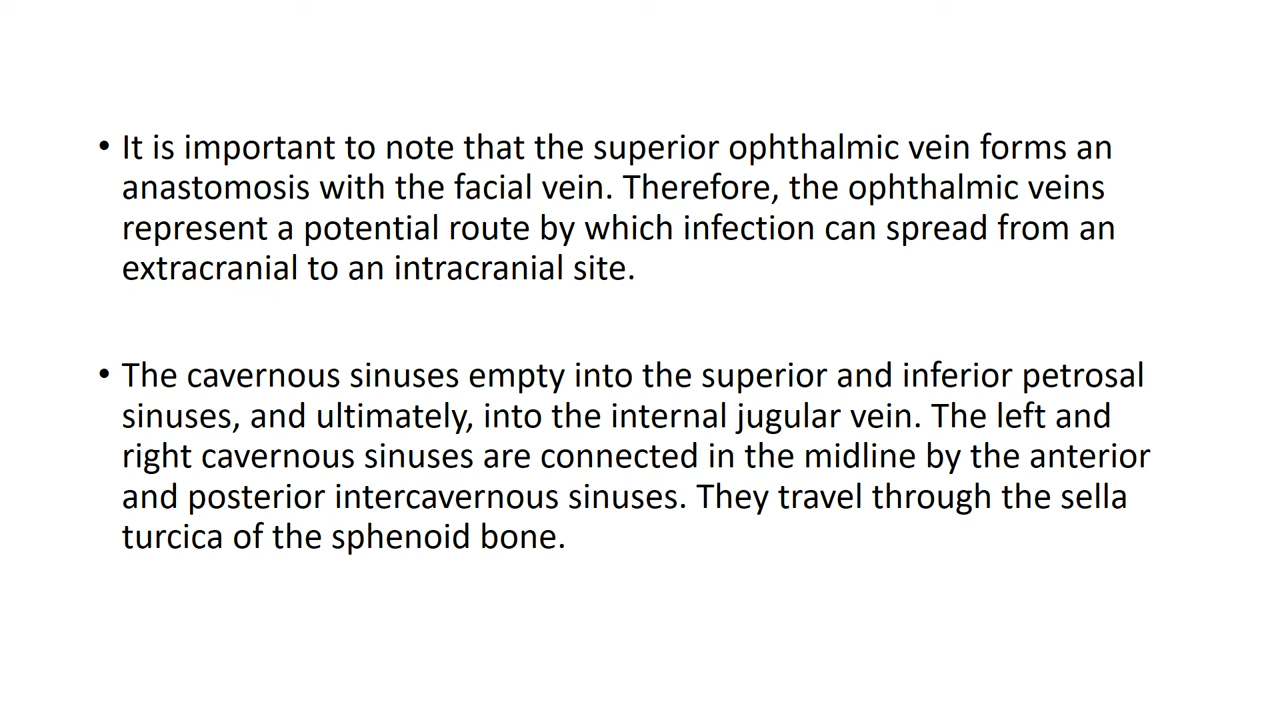 • It is important to note that the superior ophthalmic vein forms an
anastomosis with the facial vein. Therefore, the ophthalmic veins
represent a potential route by which infection can spread from an
extracranial to an intracranial site.
• The cavernous sinuses empty into the superior and inferior petrosal
sinuses, and ultimately, into the internal jugular vein. The left and
right cavernous sinuses are connected in the midline by the anterior
and posterior intercavernous sinuses. They travel through the sella
turcica of the sphenoid bone.